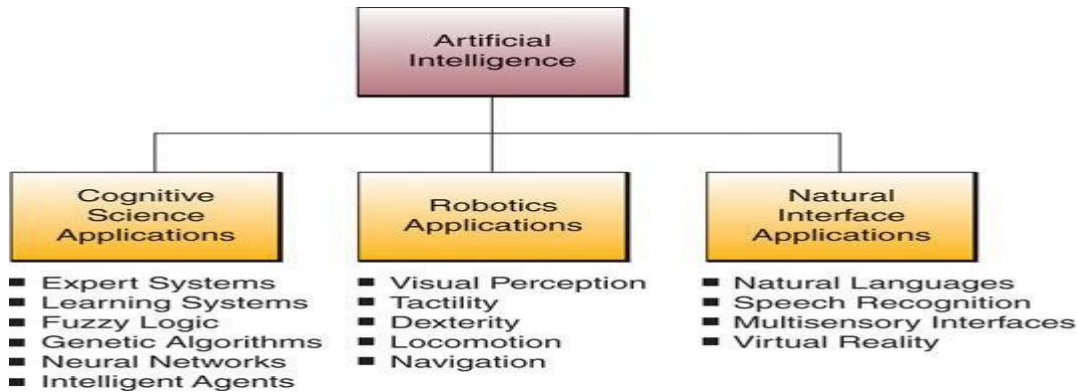 Artificial
Intelligence
Cognitive
Science
Applications
Expert Systems
Learning Systems
Fuzzy Logic
Genetic Algorithms
Neural Networks
Intelligent Agents
Robotics
Applications
Visual Perception
Tactility
Dexterity
Locomotion
Navigation
Natural
Interface
Applications
Natural Languages
Speech Recognition
Multisensory Interfaces
Virtual Reality